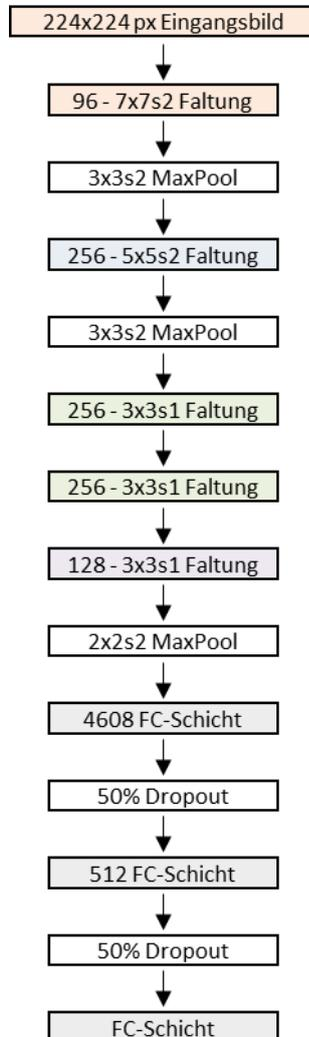 224x224 px Eingangsbild
96 - 7x7s2 Faltung
3x3s2 MaxPool
256 - 5x5s2 Faltung
3x3s2 MaxPool
256 - 3x3s1 Faltung
256 - 3x3s1 Faltung
128 - 3x3s1 Faltung
2x2s2 MaxPool
4608 FC-Schicht
50% Dropout
512 FC-Schicht
50% Dropout
FC-Schicht